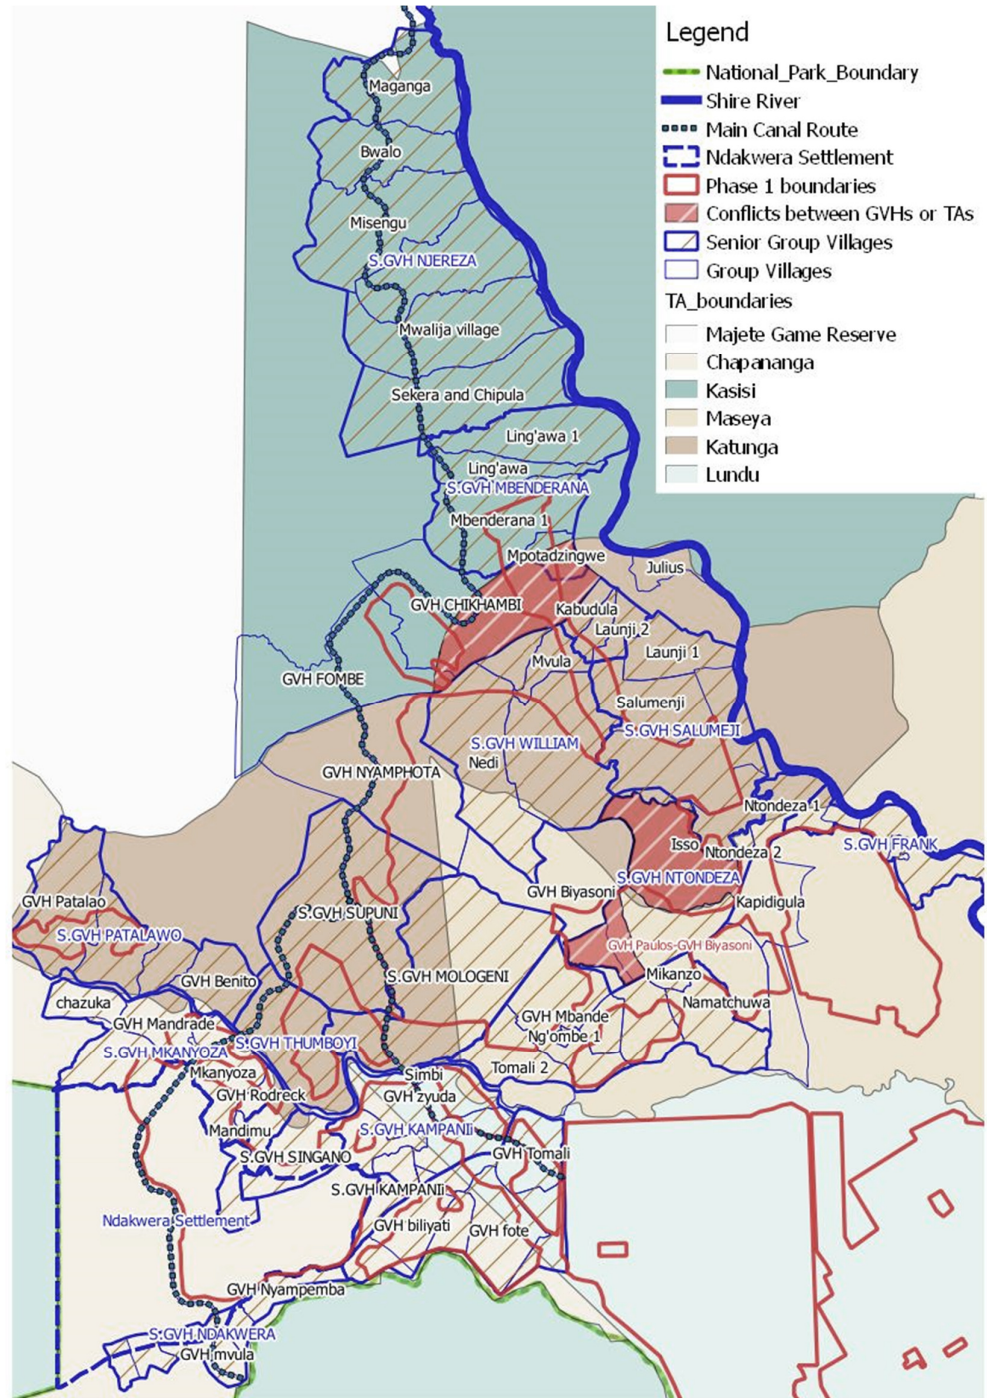 Legend
National_Park_Boundary
Shire River
Main Canal Route
Ndakwera Settlement
Phase 1 boundaries
Conflicts between GVHs or TAs
Senior Group Villages
Group Villages
TA_boundaries
Majete Game Reserve
Chapananga
Kasisi
Maseya
Katunga
Lundu
Maganga
Bwalo
Misengu
S.GVH NJEREZA
Mwalija village
Sekera and Chipula
Ling'awa 1
Ling'awa
S.GVH MBENDERANA
Mbenderana 1
Mpotadzingwe
Julius
GVH CHIKHAMBI
Kabudula
Launji 2
Launji 1
Mvula
GVH FOMBE
Salumenji
S.GVH SALUMEJI
S.GVH WILLIAM
Nedi
GVH NYAMPHOTA
Ntondeza 1
Isso
Ntondeza 2
S.GVH FRANK
S.GVH NTONDEZA
GVH Biyasoni
GVH Patalao
Kapidigula
S.GVH SUPUNI
S.GVH PATALAWO
GVH Paulos-GVH Biyasoni
Mikanzo
S.GVH MOLOGENI
GVH Benito
chazuka
Namatchuwa
GVH Mbande
GVH Mandrade
Ng'ombe 1
S.GVH THUMBOYI
S.GVH MKANYOZA
Tomali 2
Mkanyoza
Simbi
GVH Rodreck
GVH zyuda
Mandimu
S.GVH KAMPANIi
GVH Tomali
S.GVH SINGANO
S.GVH KAMPANIi
Ndakwera Settlement
GVH biliyati
GVH fote
GVH Nyampemba
S.GVH NDAKWERA
GVH mvula